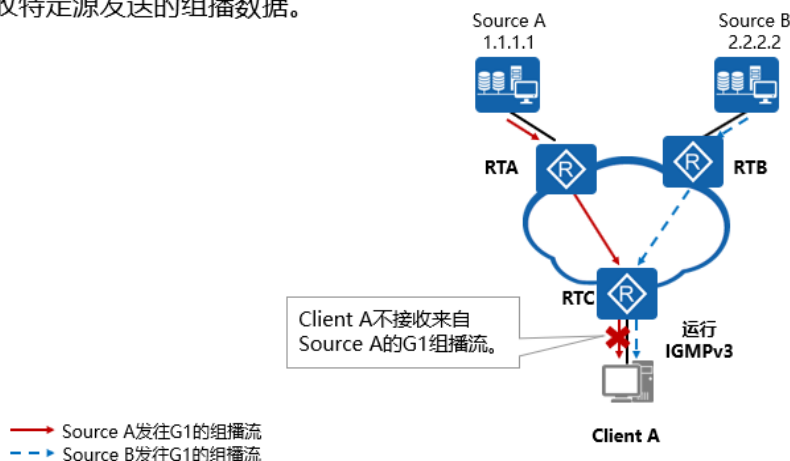 收特定源发送的组播数据。
Source A
1.1.1.1
Source B
2.2.2.2
RTA
R
R
RTB
RTC
R
Client A不接收来自
Source A的G1组播流。
运行
IGMPv3
Client A
Source A发往G1的组播流
Source B发往G1的组播流